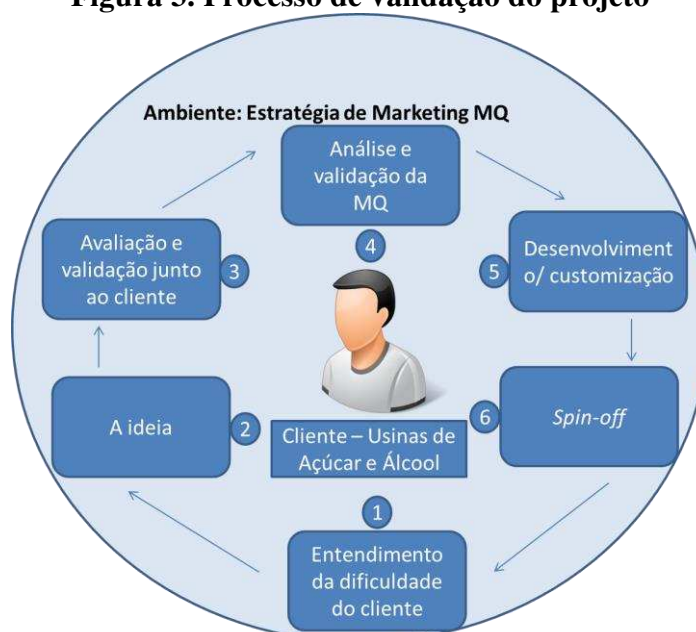 Figura 3. Processo de validação do projeto
Ambiente: Estratégia de Marketing MQ
Análise e
validação da
MQ
4
Avaliação e
validação junto
ao cliente
3
5
Desenvolviment
o/ customização
A ideia
2
Cliente – Usinas de
Açúcar e Álcool
6
Spin-off
1
Entendimento
da dificuldade
do cliente